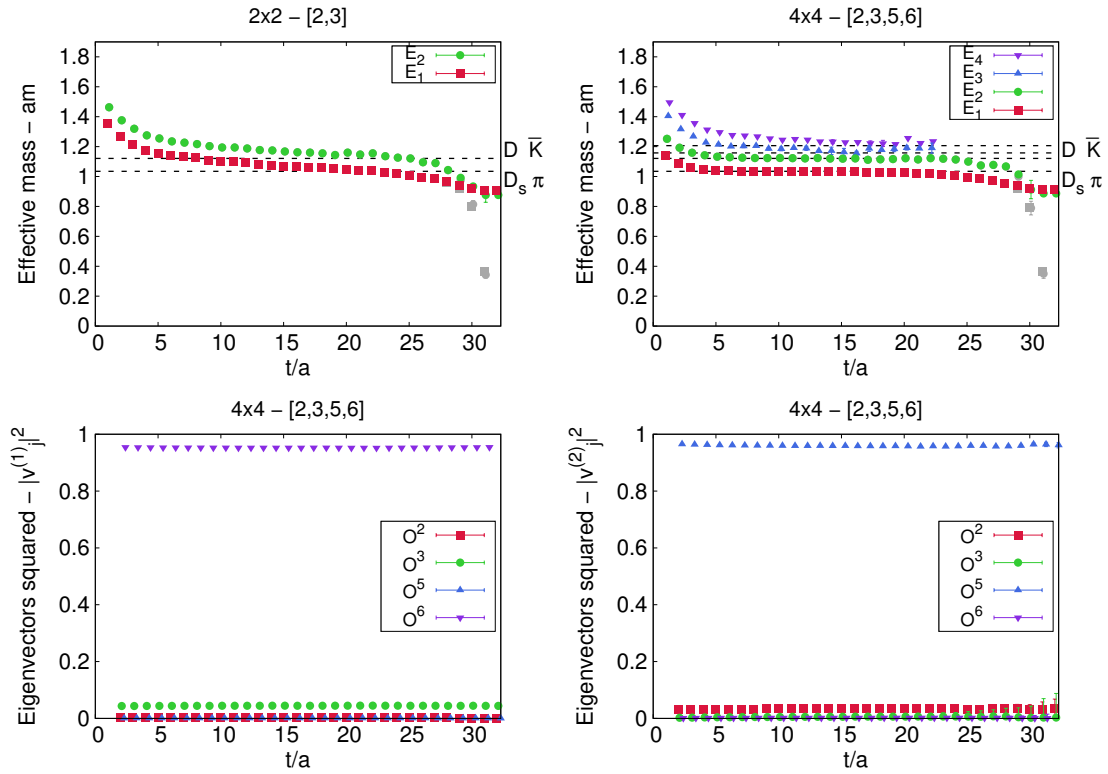 2x2 − [2,3]
Effective mass − am
1.8
1.6
1.4
1.2
1
0.8
0.6
0.4
0.2
0
E2
E1
D K̅
Ds π
0 5 10 15 20 25 30
t/a
4x4 − [2,3,5,6]
Effective mass − am
1.8
1.6
1.4
1.2
1
0.8
0.6
0.4
0.2
0
E4
E3
E2
E1
D K̅
Ds π
0 5 10 15 20 25 30
t/a
4x4 − [2,3,5,6]
Eigenvectors squared − |v(1)j|2
1
0.8
0.6
0.4
0.2
0
O2
O3
O5
O6
0 5 10 15 20 25 30
t/a
4x4 − [2,3,5,6]
Eigenvectors squared − |v(2)j|2
1
0.8
0.6
0.4
0.2
0
O2
O3
O5
O6
0 5 10 15 20 25 30
t/a